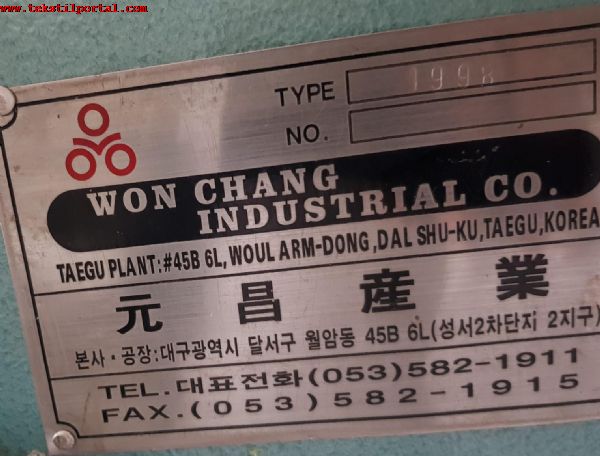 www.tekstilportal.com
TYPE 1998
NO.
WON CHANG
INDUSTRIAL CO.
TAEGU PLANT:#45B 6L, WOUL ARM-DONG,DAL SHU-KU,TAEGU,KOREA
元昌産業
본사·공장:대구광역시 달서구 월암동 45B 6L(성서2차단지 2지구)
TEL.대표전화(053)582-1911
FAX.(053)582-1915